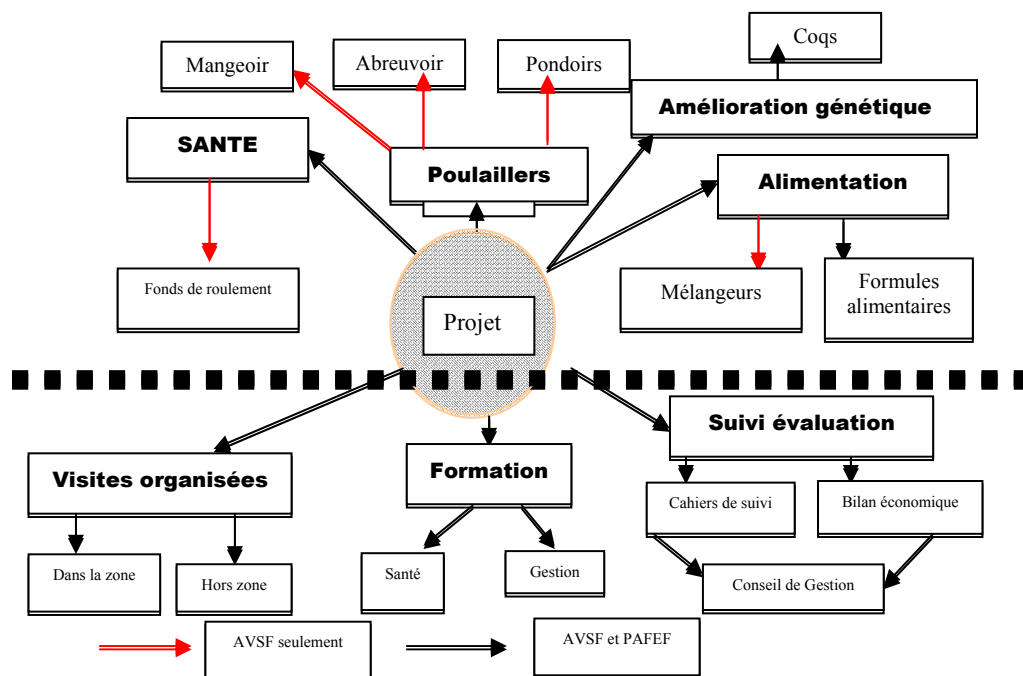 Coqs
Mangeoir
Abreuvoir
Pondoirs
Amélioration génétique
SANTE
Poulaillers
Alimentation
Fonds de roulement
Mélangeurs
Formules
alimentaires
Projet
Suivi évaluation
Visites organisées
Formation
Cahiers de suivi
Bilan économique
Dans la zone
Hors zone
Santé
Gestion
Conseil de Gestion
AVSF seulement
AVSF et PAFEF